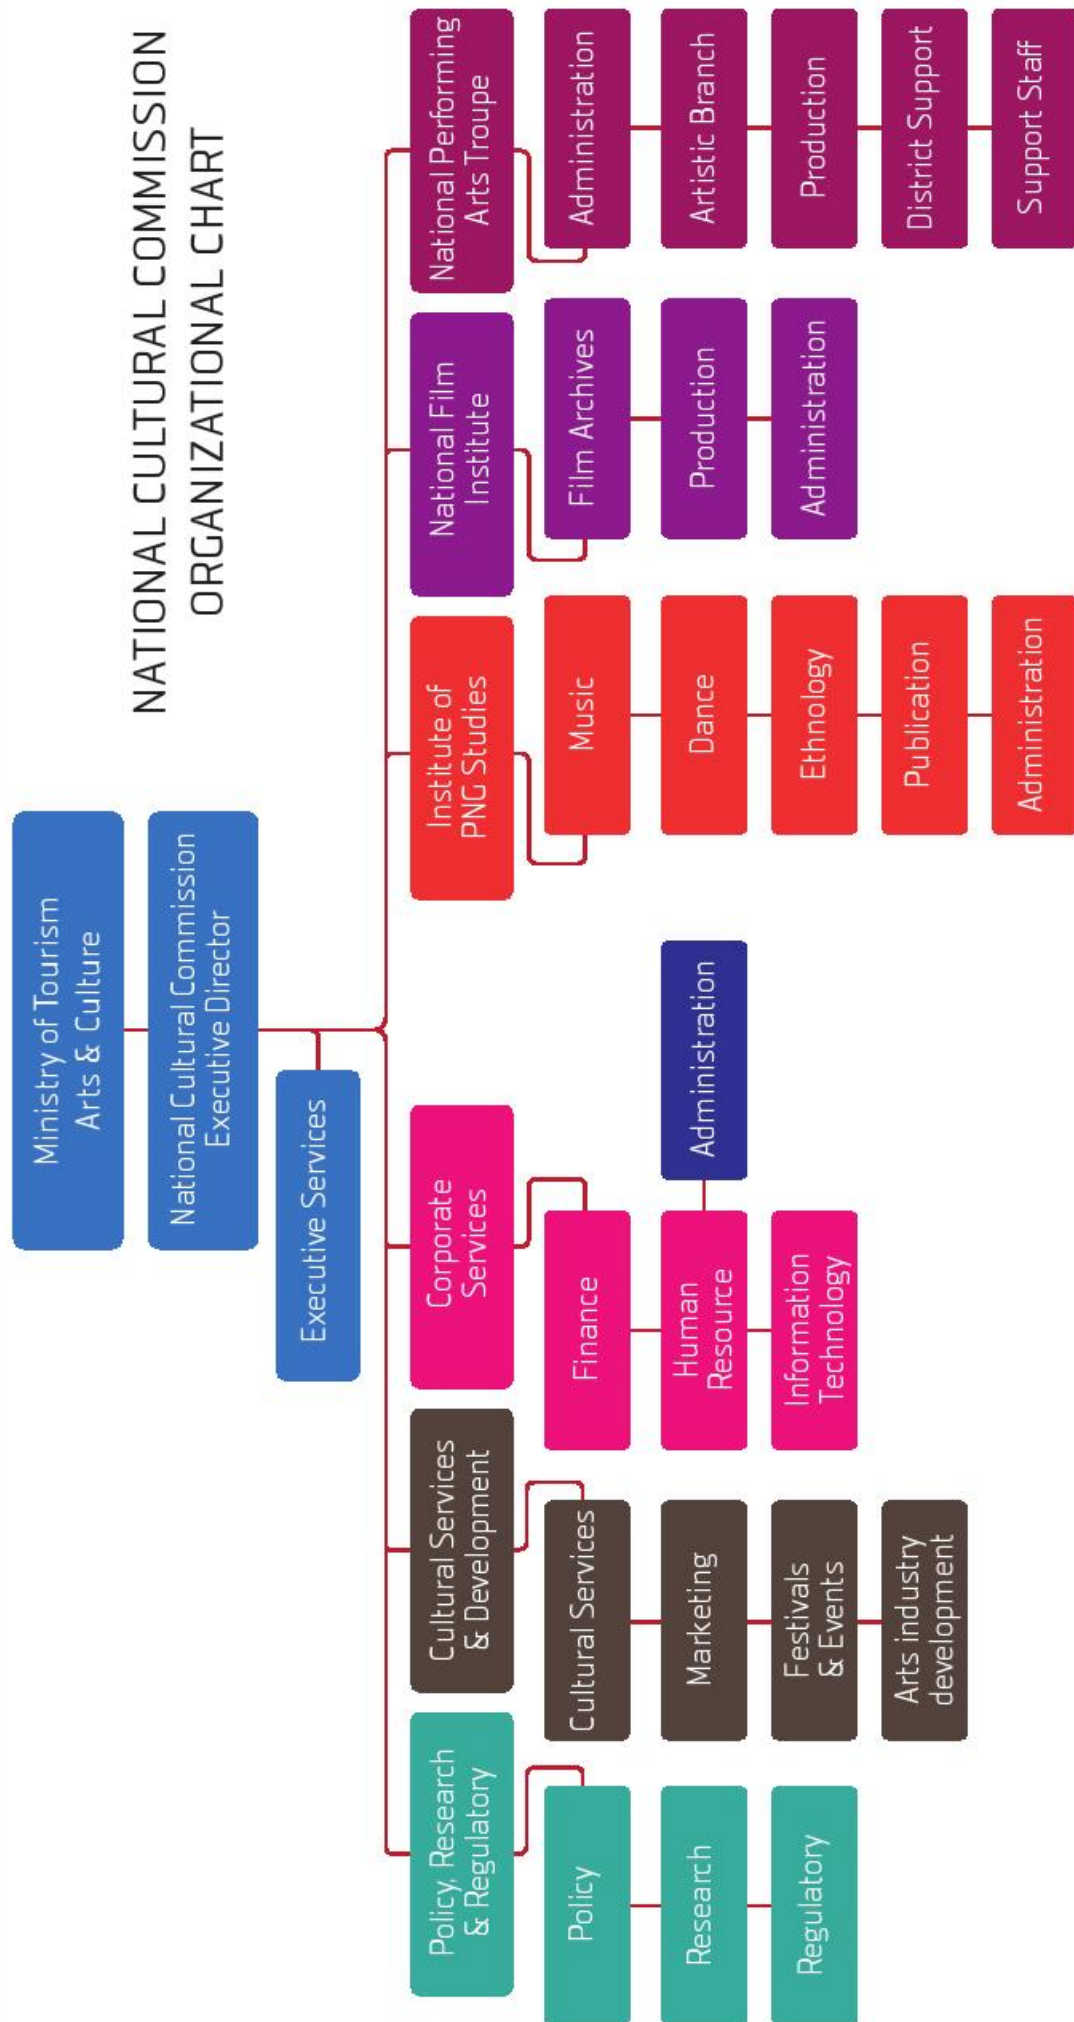 NATIONAL CULTURAL COMMISSION
ORGANIZATIONAL CHART
Ministry of Tourism
Arts & Culture
National Cultural Commission
Executive Director
Executive Services
Policy, Research
& Regulatory
Policy
Research
Regulatory
Cultural Services
& Development
Cultural Services
Marketing
Festivals
& Events
Arts industry
development
Corporate
Services
Finance
Human
Resource
Administration
Information
Technology
Institute of
PNG Studies
Music
Dance
Ethnology
Publication
Administration
National Film
Institute
Film Archives
Production
Administration
National Performing
Arts Troupe
Administration
Artistic Branch
Production
District Support
Support Staff